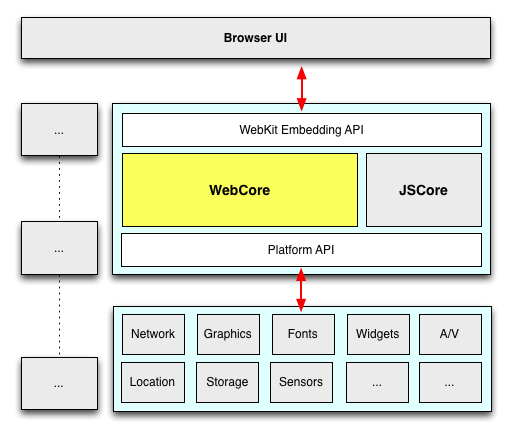 Browser UI
...
WebKit Embedding API
WebCore
JSCore
...
Platform API
Network
Graphics
Fonts
Widgets
A/V
...
Location
Storage
Sensors
...
...